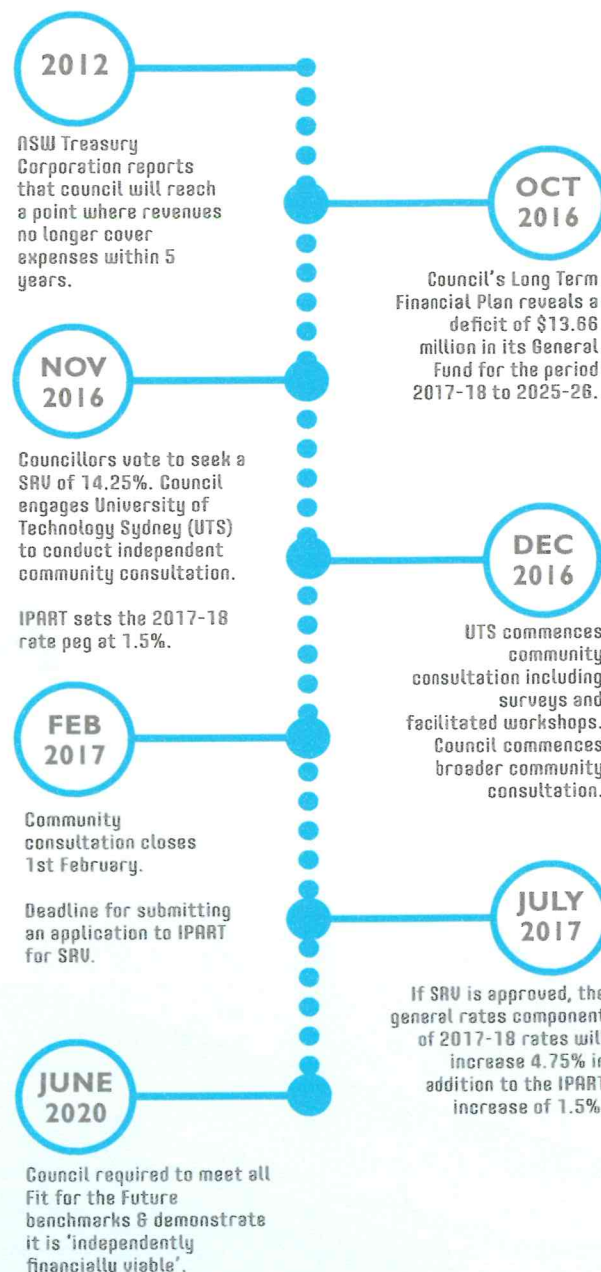 2012
NSW Treasury
Corporation reports
that council will reach
a point where revenues
no longer cover
expenses within 5
years.
OCT
2016
Council's Long Term
Financial Plan reveals a
deficit of $13.66
million in its General
Fund for the period
2017-18 to 2025-26.
NOV
2016
Councillors vote to seek a
SRV of 14.25%. Council
engages University of
Technology Sydney (UTS)
to conduct independent
community consultation.
IPART sets the 2017-18
rate peg at 1.5%.
DEC
2016
UTS commences
community
consultation including
surveys and
facilitated workshops.
Council commences
broader community
consultation.
FEB
2017
Community
consultation closes
1st February.
Deadline for submitting
an application to IPART
for SRV.
JULY
2017
If SRV is approved, the
general rates component
of 2017-18 rates will
increase 4.75% in
addition to the IPART
increase of 1.5%
JUNE
2020
Council required to meet all
Fit for the Future
benchmarks & demonstrate
it is 'independently
financially viable'.